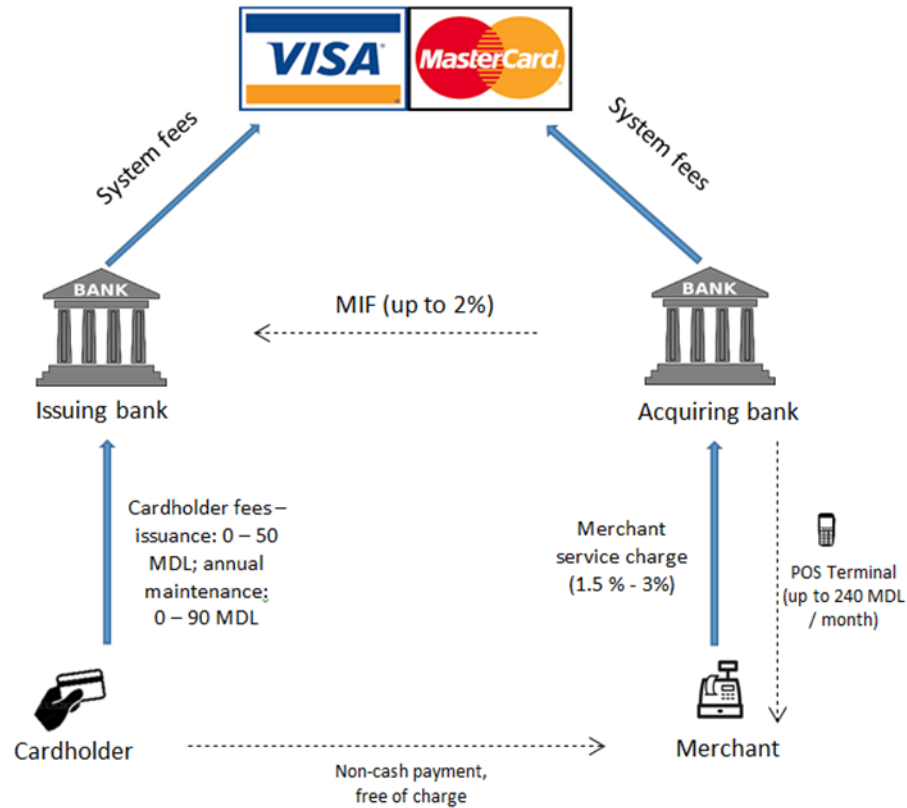 VISA
MasterCard.
System fees
System fees
BANK
BANK
MIF (up to 2%)
Issuing bank
Acquiring bank
Cardholder fees –
issuance: 0 – 50
MDL; annual
maintenance:
0 – 90 MDL
Merchant
service charge
(1.5 % - 3%)
POS Terminal
(up to 240 MDL
/ month)
Cardholder
Merchant
Non-cash payment,
free of charge